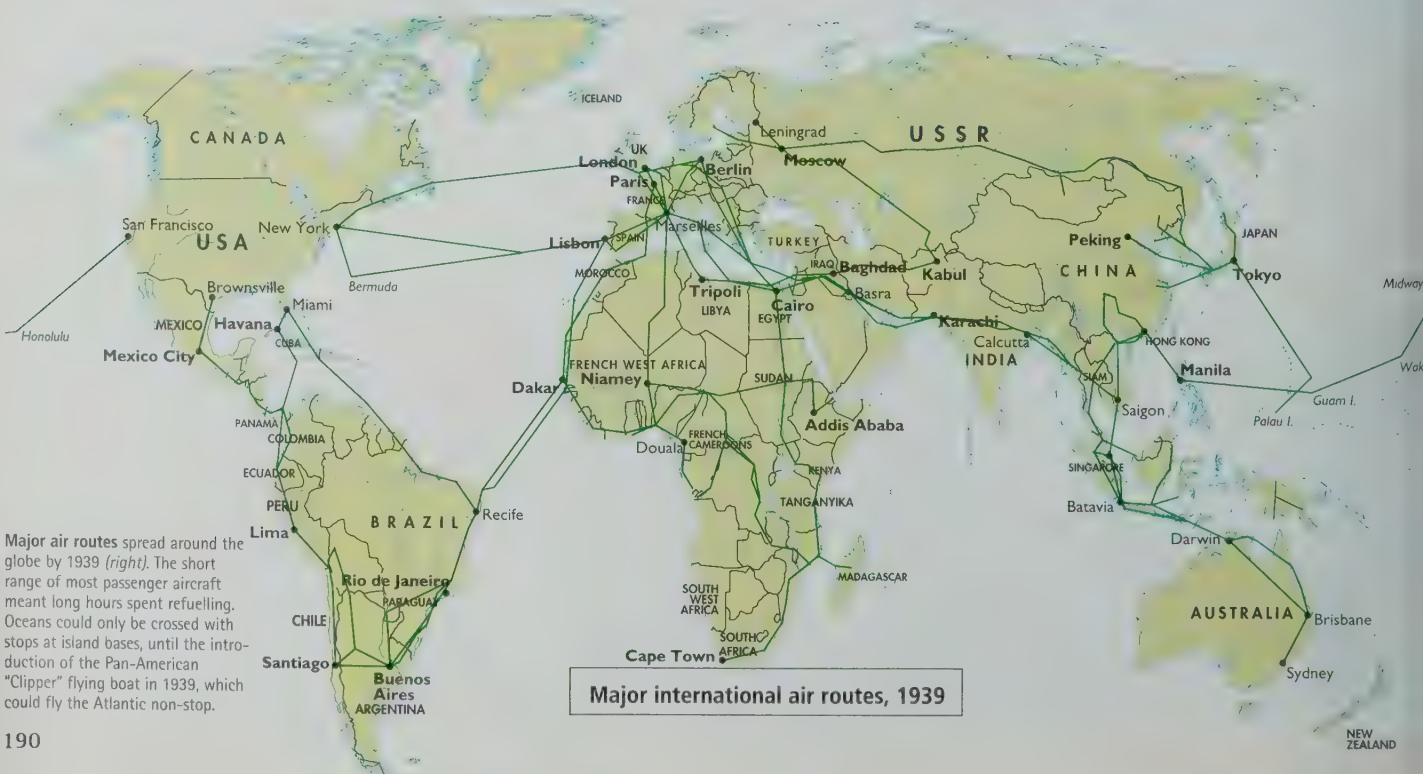 CANADA
ICELAND
Leningrad
USSR
Moscow
UK
London
Berlin
Paris
FRANCE
Marseilles
San Francisco
USA
New York
Lisbon
SPAIN
TURKEY
Peking
JAPAN
IRAQ
Baghdad
Kabul
CHINA
Tokyo
Bermuda
MOROCCO
Tripoli
LIBYA
Cairo
EGYPT
Basra
Midway
Brownsville
Miami
Karachi
MEXICO
Havana
CUBA
Calcutta
INDIA
HONG KONG
Honolulu
Mexico City
FRENCH WEST AFRICA
Niamey
SUDAN
SIAM
Manila
Wak
Dakar
Guam I.
Saigon
Palau I.
PANAMA
COLOMBIA
Addis Ababa
Douala
FRENCH
CAMEROONS
ECUADOR
KENYA
SINGAPORE
PERU
TANGANYIKA
Batavia
Lima
BRAZIL
Recife
Darwin
Major air routes spread around the
globe by 1939 (right). The short
range of most passenger aircraft
meant long hours spent refuelling.
Oceans could only be crossed with
stops at island bases, until the intro-
duction of the Pan-American
"Clipper" flying boat in 1939, which
could fly the Atlantic non-stop.
Rio de Janeiro
PARAGUAY
MADAGASCAR
SOUTH
WEST
AFRICA
CHILE
AUSTRALIA
Brisbane
SOUTH
AFRICA
Santiago
Cape Town
Sydney
Buenos
Aires
ARGENTINA
Major international air routes, 1939
190
NEW
ZEALAND